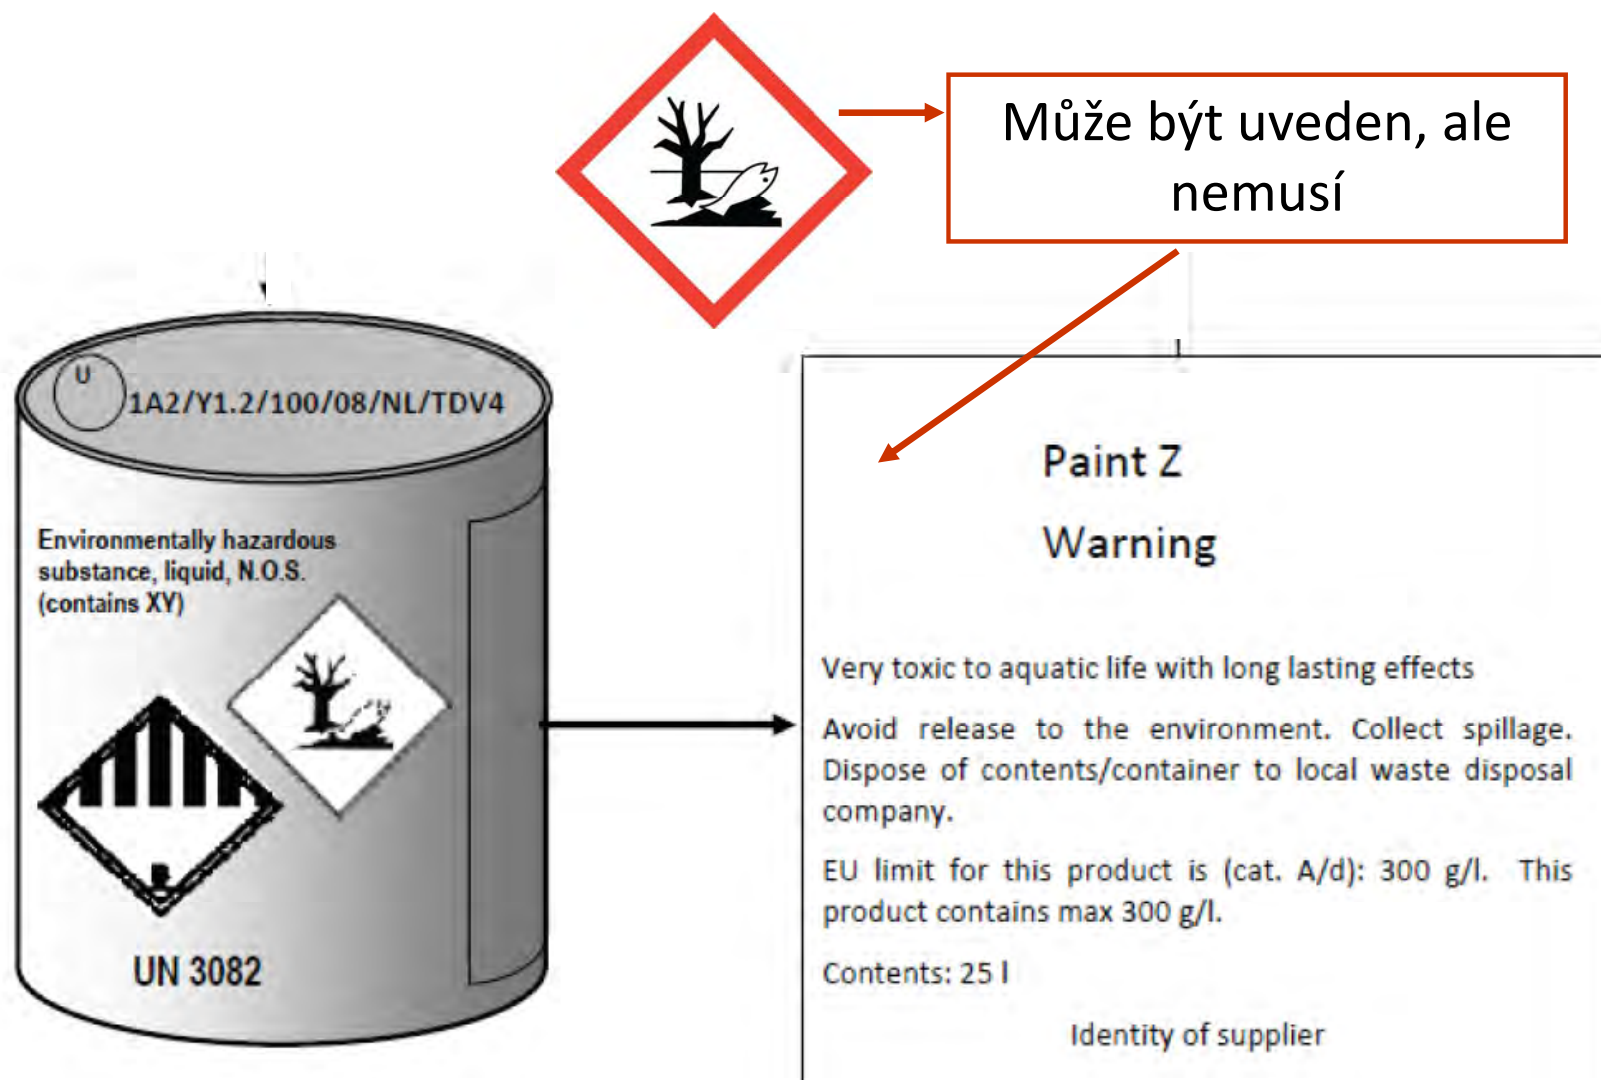 Může být uveden, ale
nemusí
U
1A2/Y1.2/100/08/NL/TDV4
Environmentally hazardous
substance, liquid, N.O.S.
(contains XY)
UN 3082
Paint Z
Warning
Very toxic to aquatic life with long lasting effects
Avoid release to the environment. Collect spillage.
Dispose of contents/container to local waste disposal
company.
EU limit for this product is (cat. A/d): 300 g/l. This
product contains max 300 g/l.
Contents: 25 l
Identity of supplier